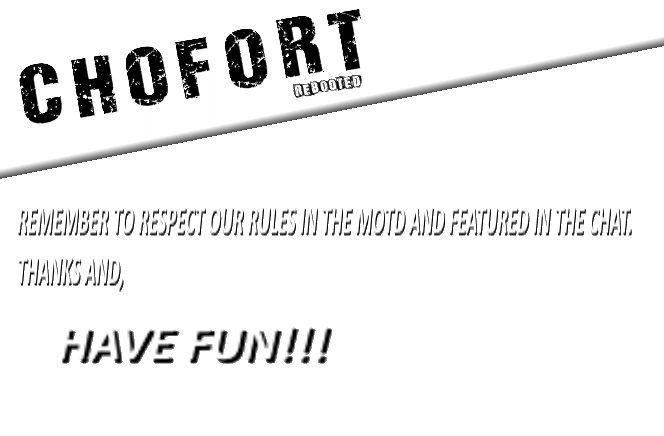 CHOFORT
REBOOTED
REMEMBER TO RESPECT OUR RULES IN THE MOTD AND FEATURED IN THE CHAT.
THANKS AND,
HAVE FUN!!!